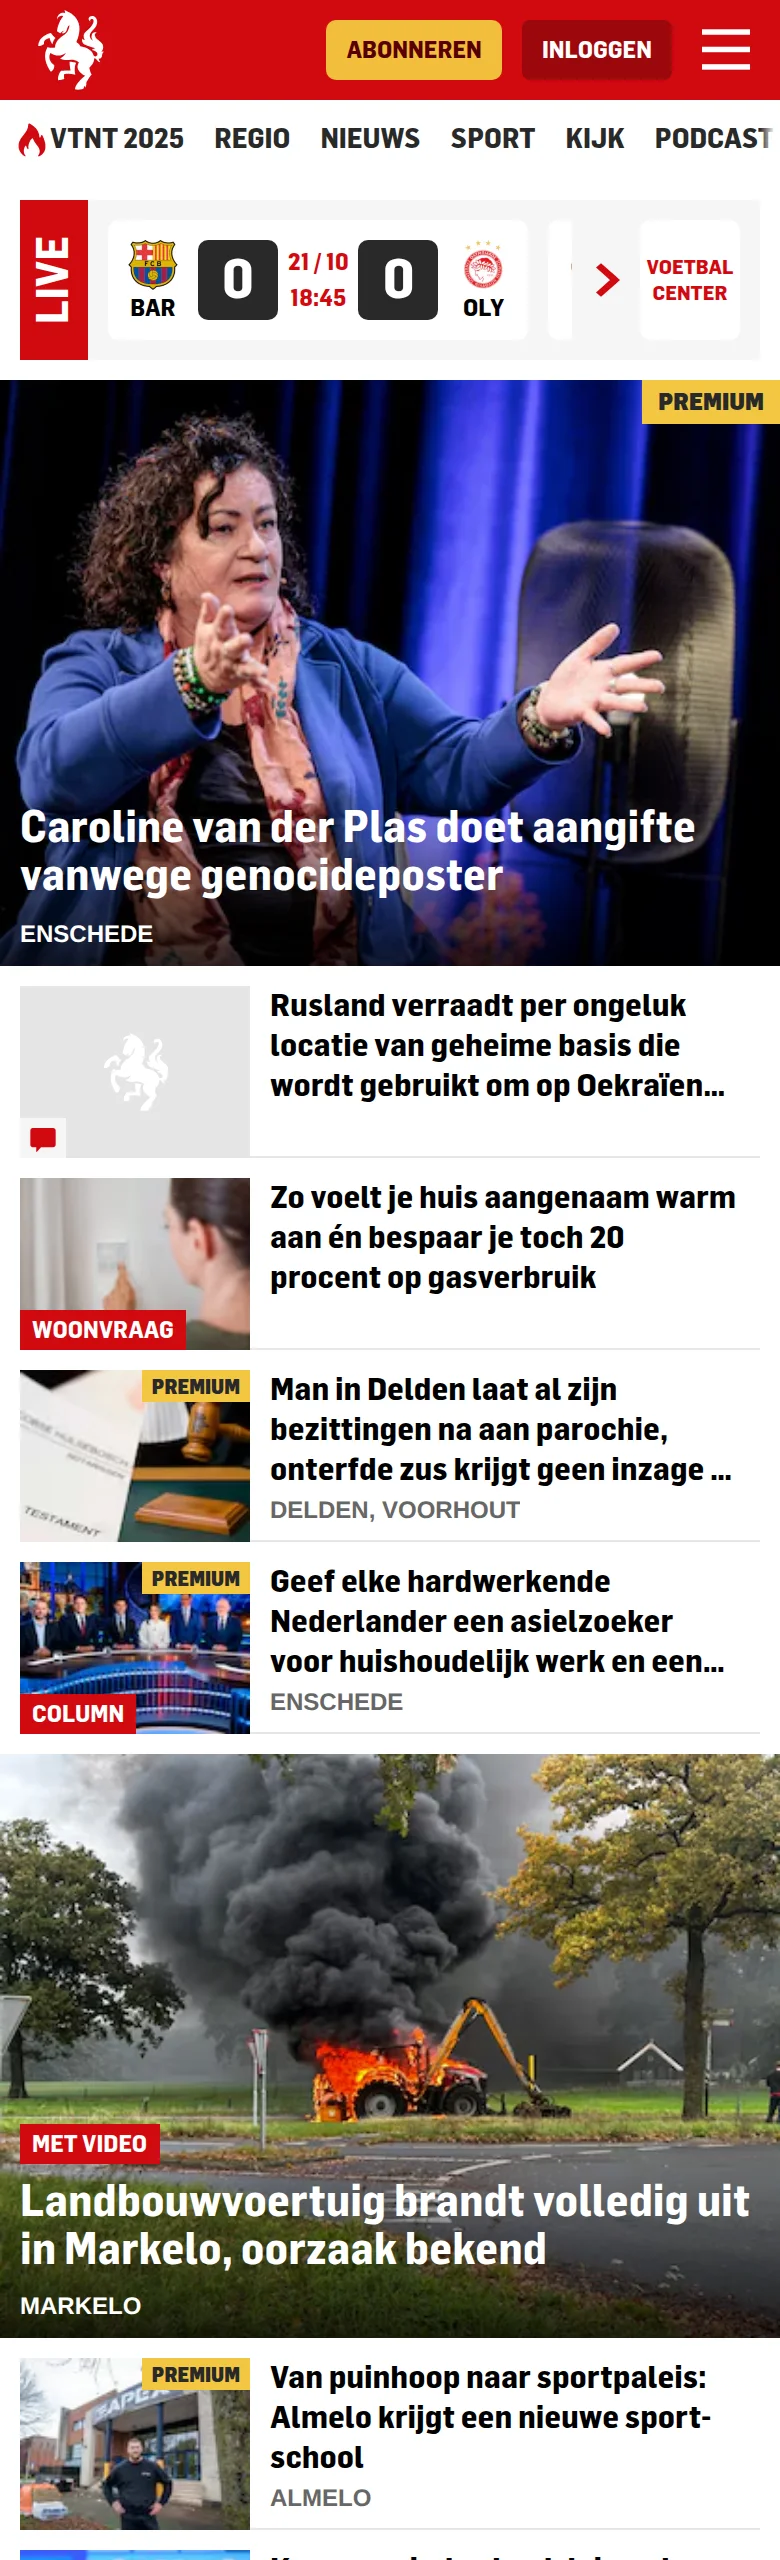 ABONNEREN
INLOGGEN
VTNT 2025 REGIO NIEUWS SPORT KIJK PODCAST
LIVE
FCB
BAR
0
21 / 10
18:45
0
OLY
VOETBAL
CENTER
PREMIUM
Caroline van der Plas doet aangifte
vanwege genocideposter
ENSCHEDE
Rusland verraadt per ongeluk
locatie van geheime basis die
wordt gebruikt om op Oekraïen...
Zo voelt je huis aangenaam warm
aan én bespaar je toch 20
procent op gasverbruik
WOONVRAAG
PREMIUM
TESTAMENT
Man in Delden laat al zijn
bezittingen na aan parochie,
onterfde zus krijgt geen inzage ...
DELDEN, VOORHOUT
PREMIUM
COLUMN
Geef elke hardwerkende
Nederlander een asielzoeker
voor huishoudelijk werk en een...
ENSCHEDE
MET VIDEO
Landbouwvoertuig brandt volledig uit
in Markelo, oorzaak bekend
MARKELO
PREMIUM
Van puinhoop naar sportpaleis:
Almelo krijgt een nieuwe sport-
school
ALMELO